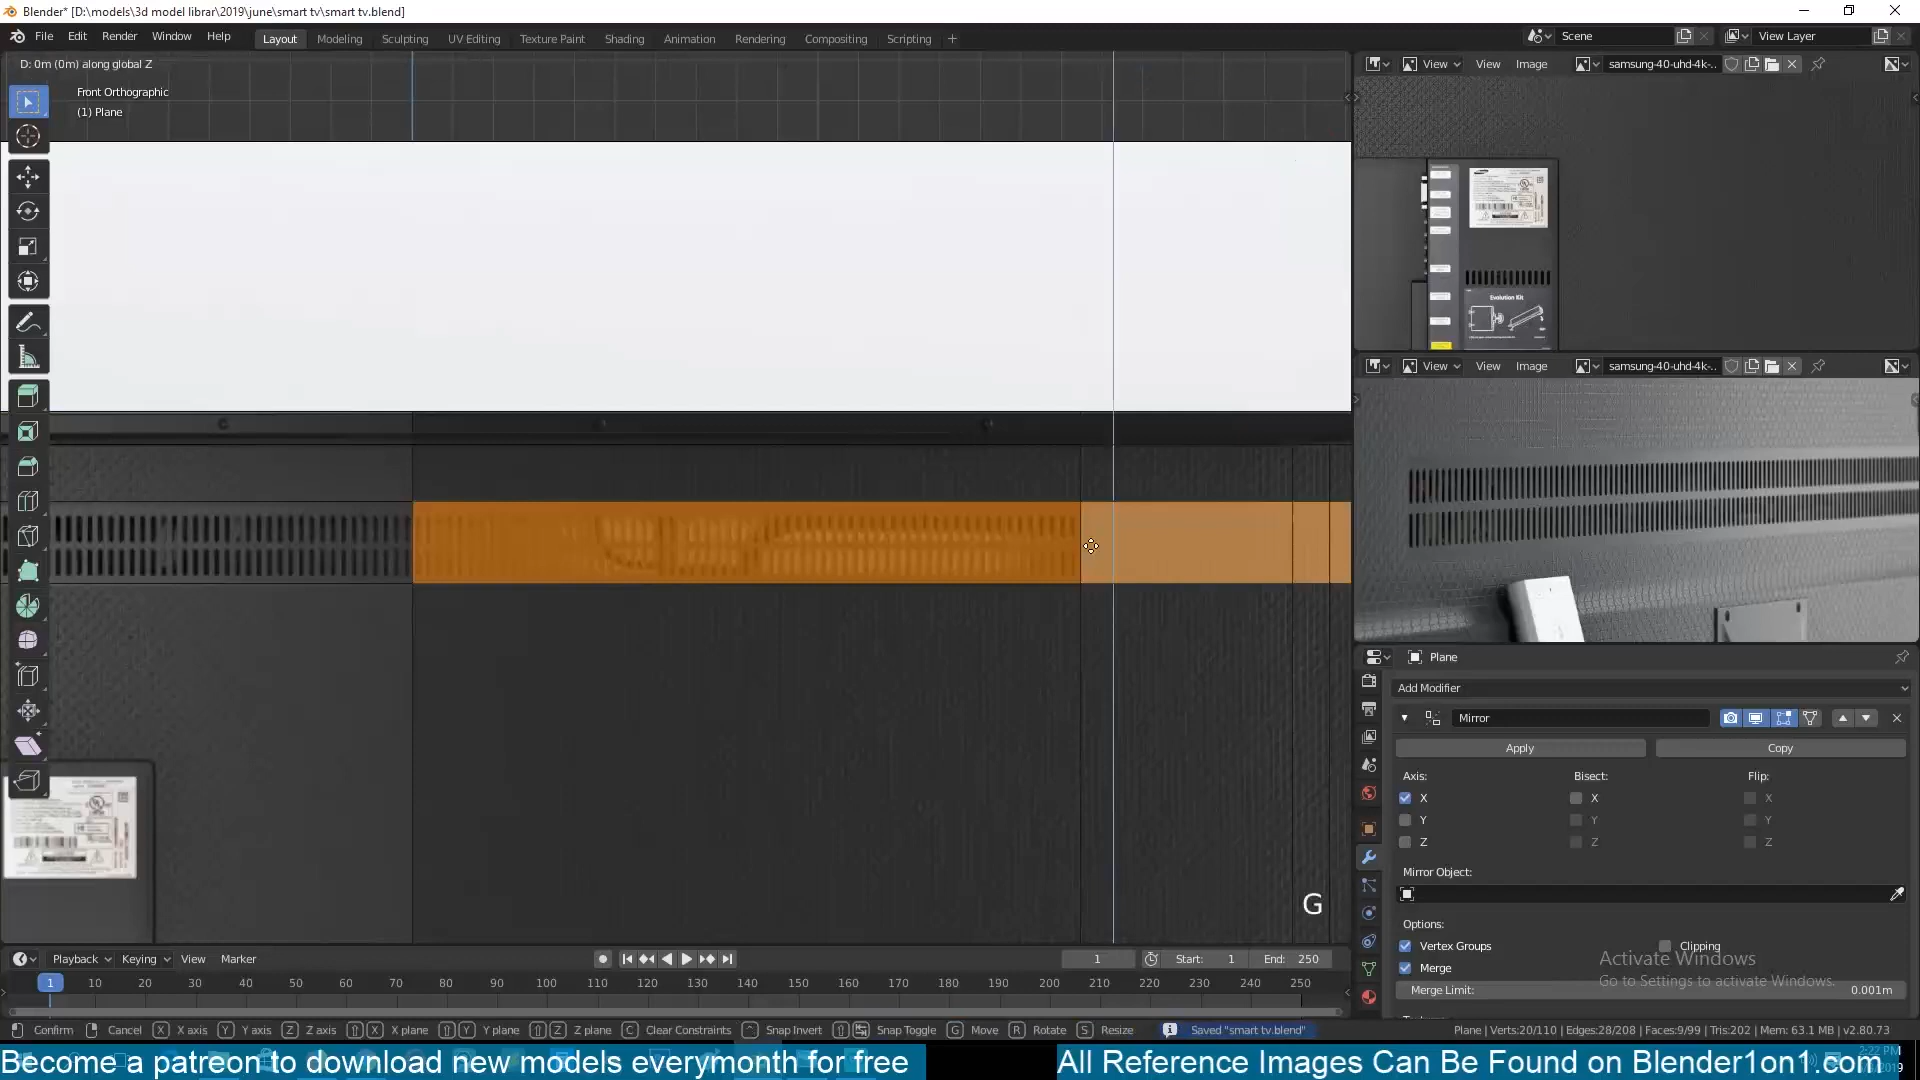 Blender* [D:\models\3d model librar\2019\june\smart tv\smart tv.blend]
File Edit Render Window Help
Layout Modeling Sculpting UV Editing Texture Paint Shading Animation Rendering Compositing Scripting +
Scene
View Layer
D: 0m (0m) along global Z
Front Orthographic
(1) Plane
View View Image samsung-40-uhd-4k-..
Evolution Kit
View View Image samsung-40-uhd-4k-..
Plane
Add Modifier
Mirror
Apply Copy
Axis: Bisect: Flip:
X X X
Y Y Y
Z Z Z
Mirror Object:
Options:
Vertex Groups Clipping
Merge
Merge Limit: 0.001m
Activate Windows
Go to Settings to activate Windows.
G
Playback Keying View Marker
1 Start: 1 End: 250
1 10 20 30 40 50 60 70 80 90 100 110 120 130 140 150 160 170 180 190 200 210 220 230 240 250
Confirm Cancel X X axis Y Y axis Z Z axis X X plane Y Y plane Z Z plane C Clear Constraints Snap Invert Snap Toggle G Move R Rotate S Resize Saved "smart tv.blend" Plane | Verts:20/110 | Edges:28/208 | Faces:9/99 | Tris:202 | Mem: 63.1 MB | v2.80.73
Become a patreon to download new models everymonth for free
All Reference Images Can Be Found on Blender1on1.com
2:22 PM